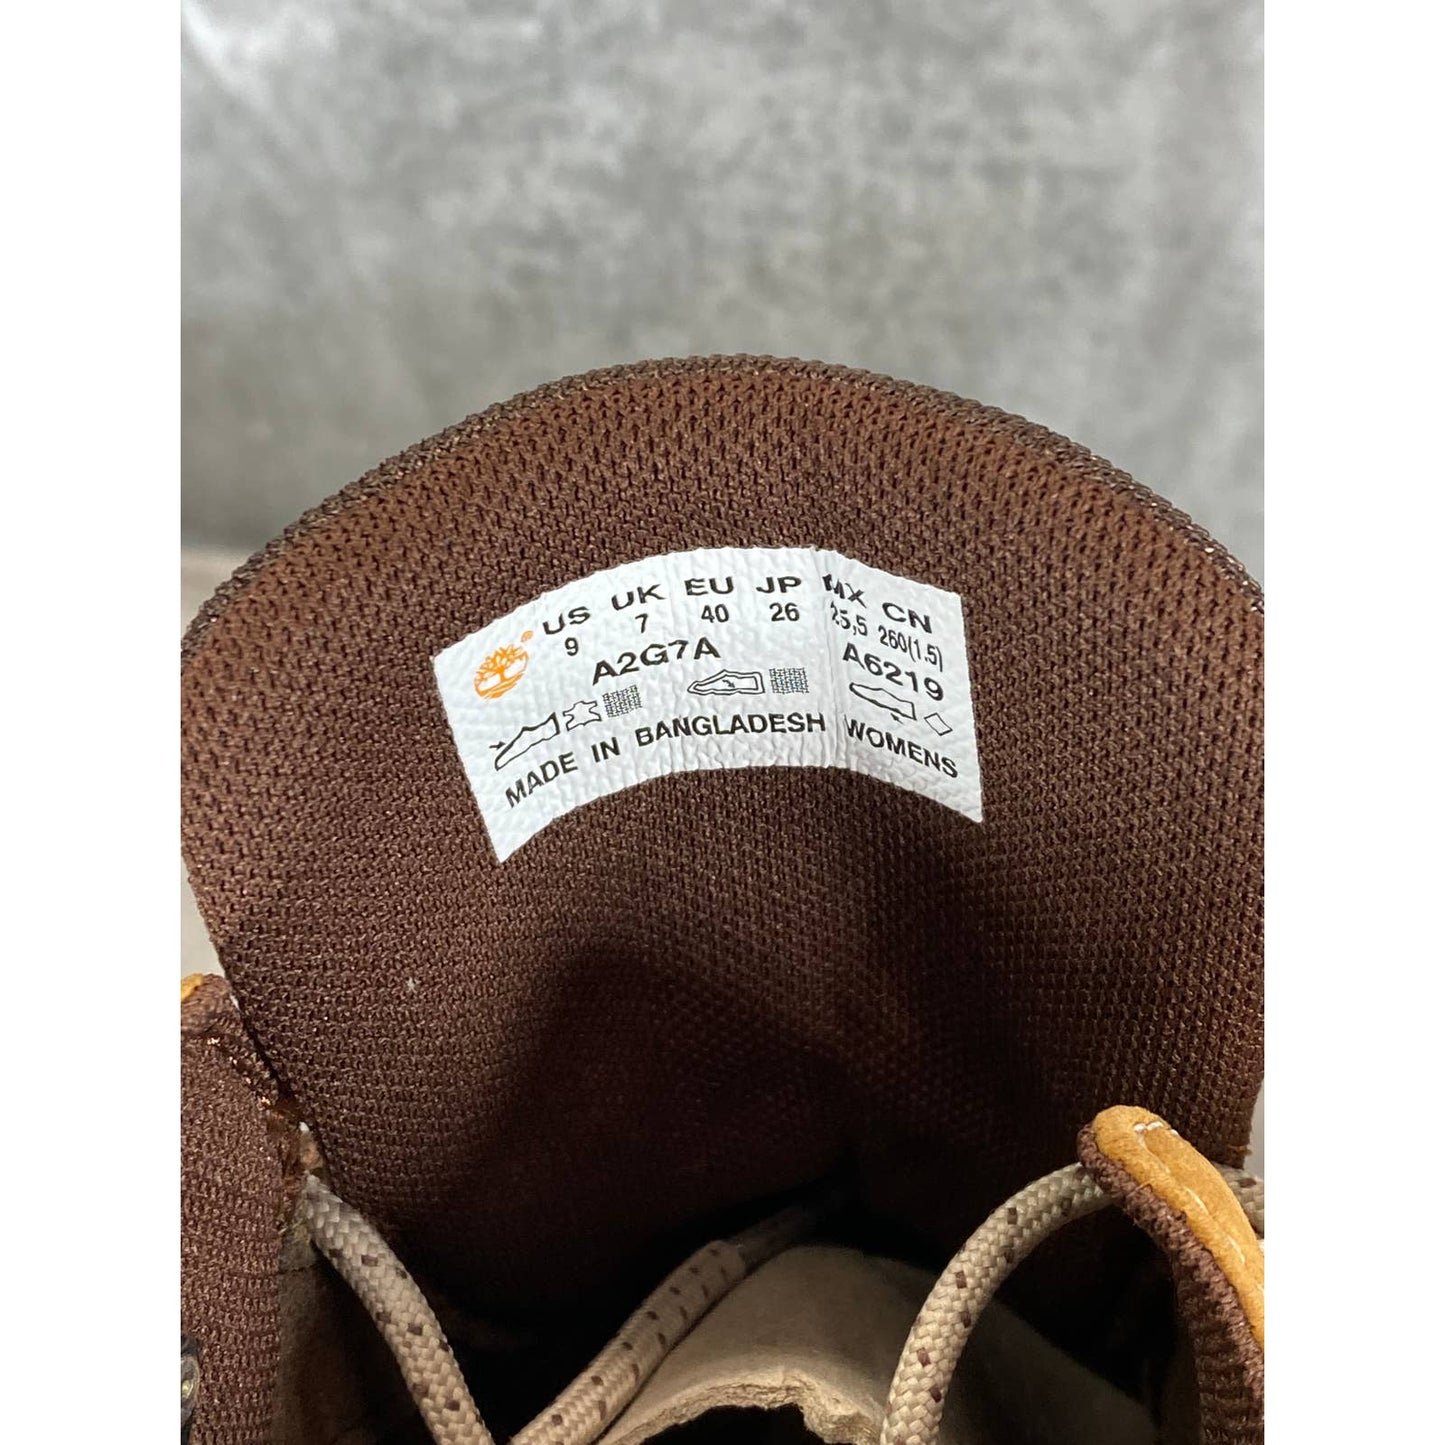 ® US UK EU JP MX CN
9 7 40 26 25,5 260(1.5)
A2G7A A6219
MADE IN BANGLADESH WOMENS